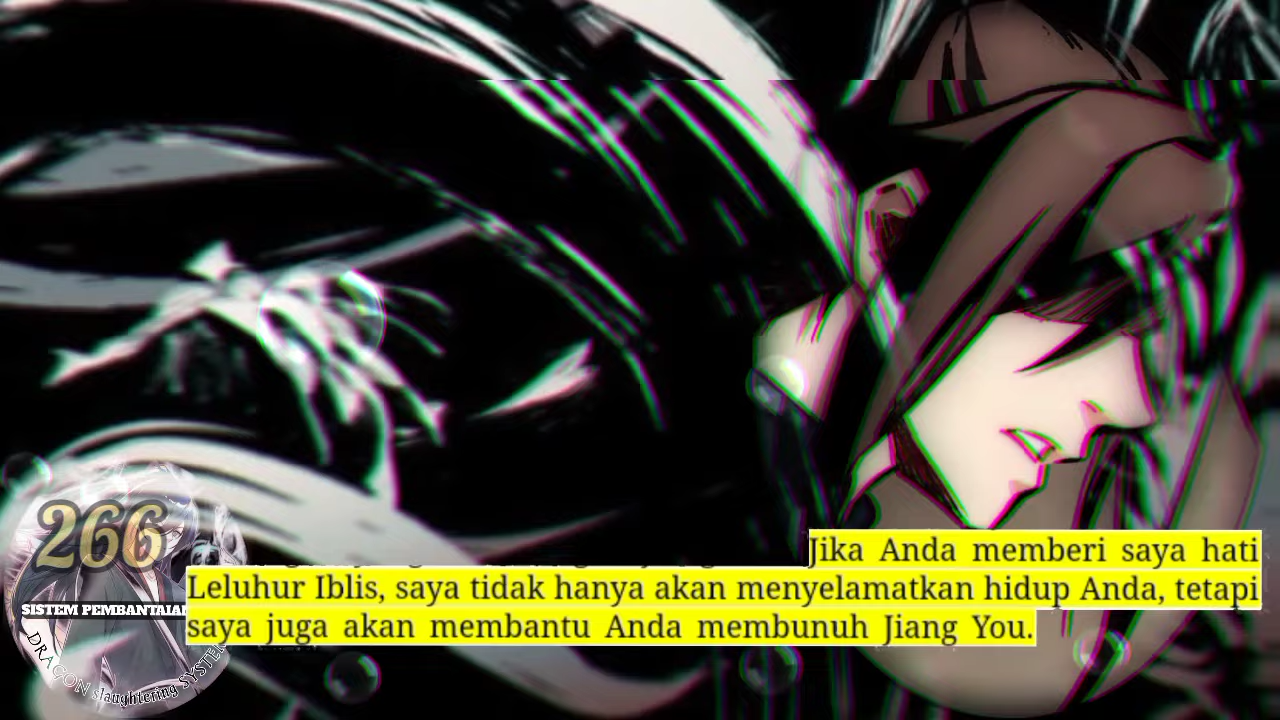 266
SISTEM PEMBANTAIAN
DRAGON slaughtering SYSTEM
Jika Anda memberi saya hati
Leluhur Iblis, saya tidak hanya akan menyelamatkan hidup Anda, tetapi
saya juga akan membantu Anda membunuh Jiang You.